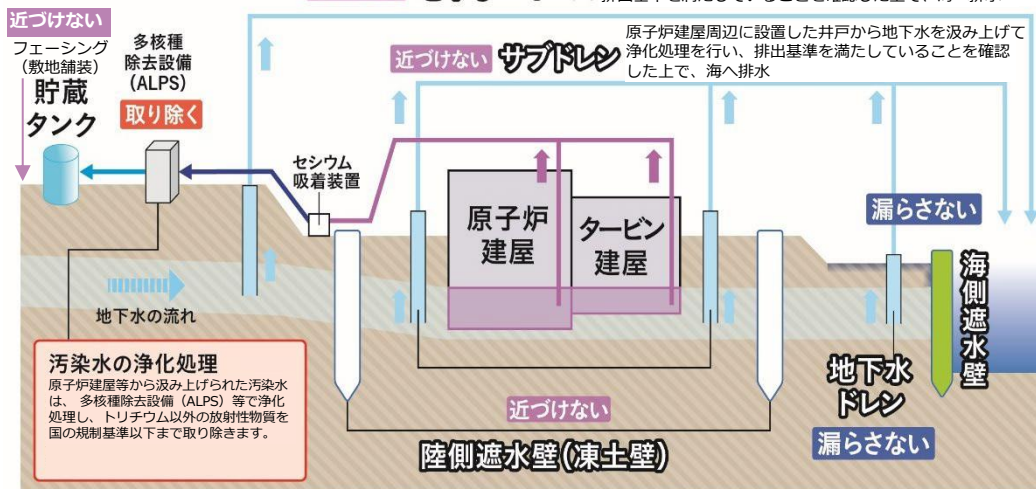 近づけない
フェーシング
（敷地舗装）
貯蔵
タンク
多核種
除去設備
(ALPS)
取り除く
セシウム
吸着装置
近づけない
サブドレン
原子炉建屋周辺に設置した井戸から地下水を汲み上げて
浄化処理を行い、排出基準を満たしていることを確認
した上で、海へ排水
原子炉
建屋
タービン
建屋
漏らさない
海側遮水壁
地下水の流れ
汚染水の浄化処理
原子炉建屋等から汲み上げられた汚染水
は、 多核種除去設備（ALPS）等で浄化
処理し、トリチウム以外の放射性物質を
国の規制基準以下まで取り除きます。
近づけない
陸側遮水壁(凍土壁)
地下水
ドレン
漏らさない